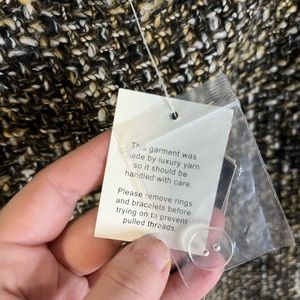 This garment was
made by luxury yarn
so it should be
handled with care.
Please remove rings
and bracelets before
trying on to prevent
pulled threads.